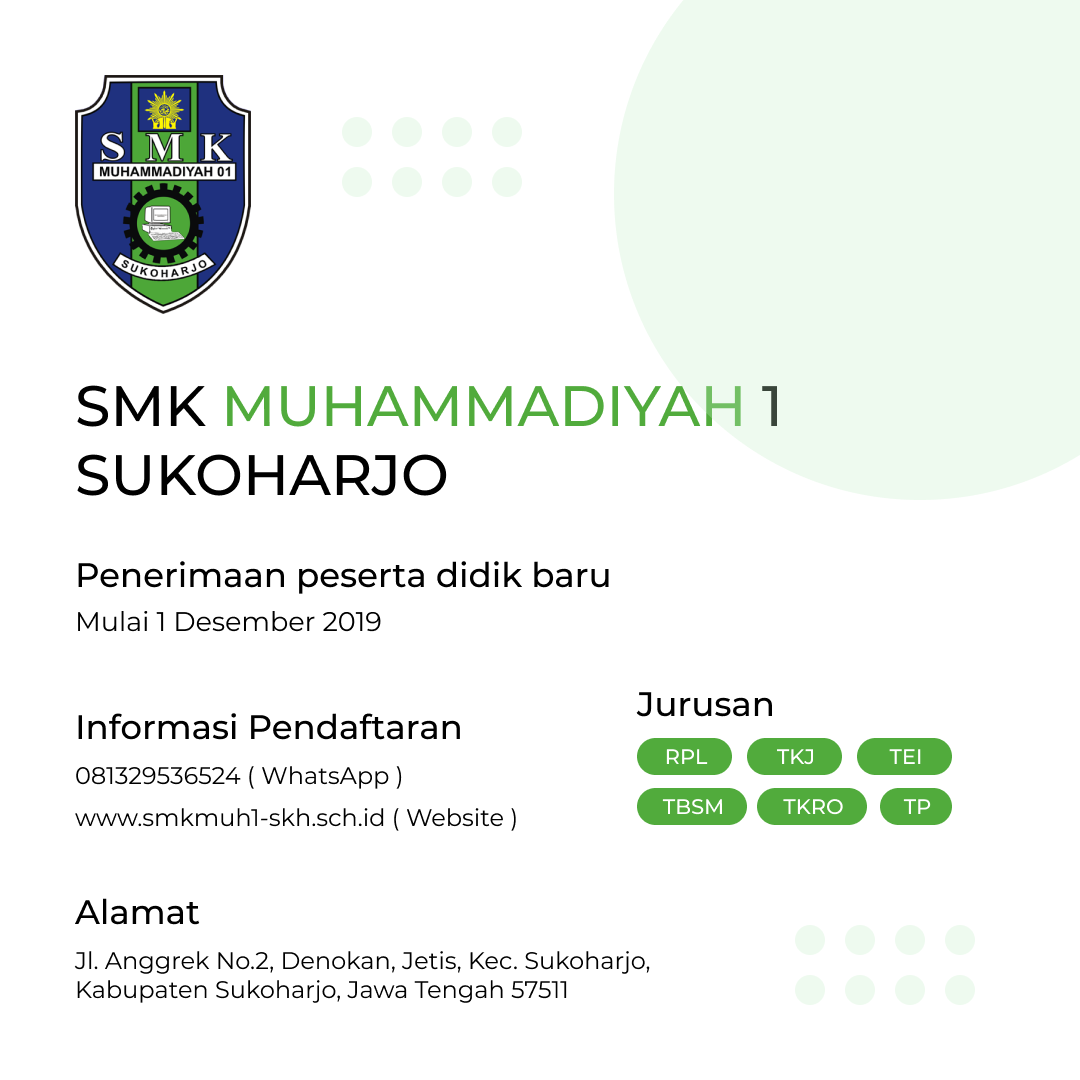 S M K
MUHAMMADIYAH 01
SUKOHARJO
SMK MUHAMMADIYAH 1
SUKOHARJO
Penerimaan peserta didik baru
Mulai 1 Desember 2019
Informasi Pendaftaran
081329536524 ( WhatsApp )
www.smkmuh1-skh.sch.id ( Website )
Jurusan
RPL TKJ TEI
TBSM TKRO TP
Alamat
Jl. Anggrek No.2, Denokan, Jetis, Kec. Sukoharjo,
Kabupaten Sukoharjo, Jawa Tengah 57511